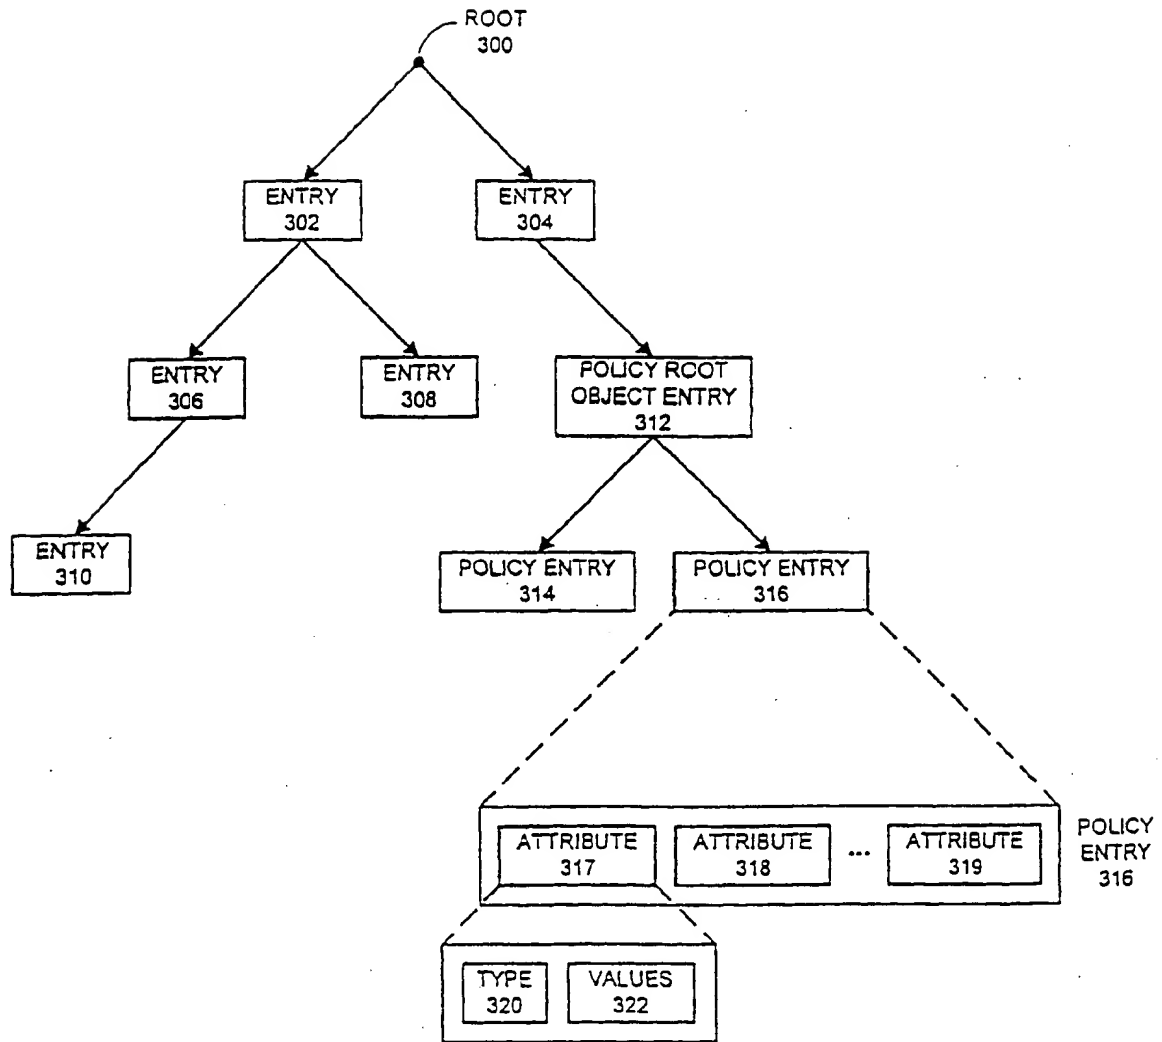 ROOT
300
ENTRY
302
ENTRY
304
ENTRY
306
ENTRY
308
POLICY ROOT
OBJECT ENTRY
312
ENTRY
310
POLICY ENTRY
314
POLICY ENTRY
316
ATTRIBUTE
317
ATTRIBUTE
318
...
ATTRIBUTE
319
POLICY
ENTRY
316
TYPE
320
VALUES
322